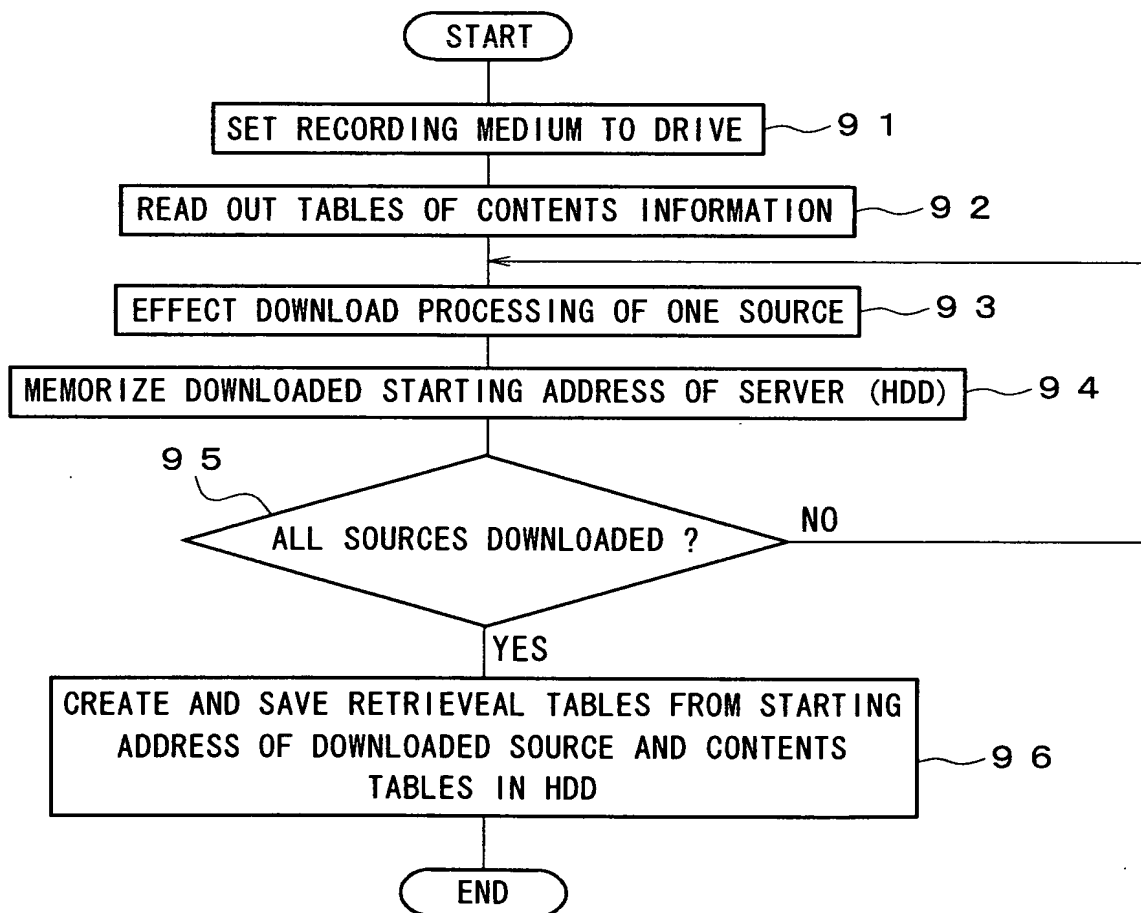 START
SET RECORDING MEDIUM TO DRIVE
91
READ OUT TABLES OF CONTENTS INFORMATION
92
EFFECT DOWNLOAD PROCESSING OF ONE SOURCE
93
MEMORIZE DOWNLOADED STARTING ADDRESS OF SERVER (HDD)
94
95
ALL SOURCES DOWNLOADED ?
NO
YES
CREATE AND SAVE RETRIEVEAL TABLES FROM STARTING
ADDRESS OF DOWNLOADED SOURCE AND CONTENTS
TABLES IN HDD
96
END